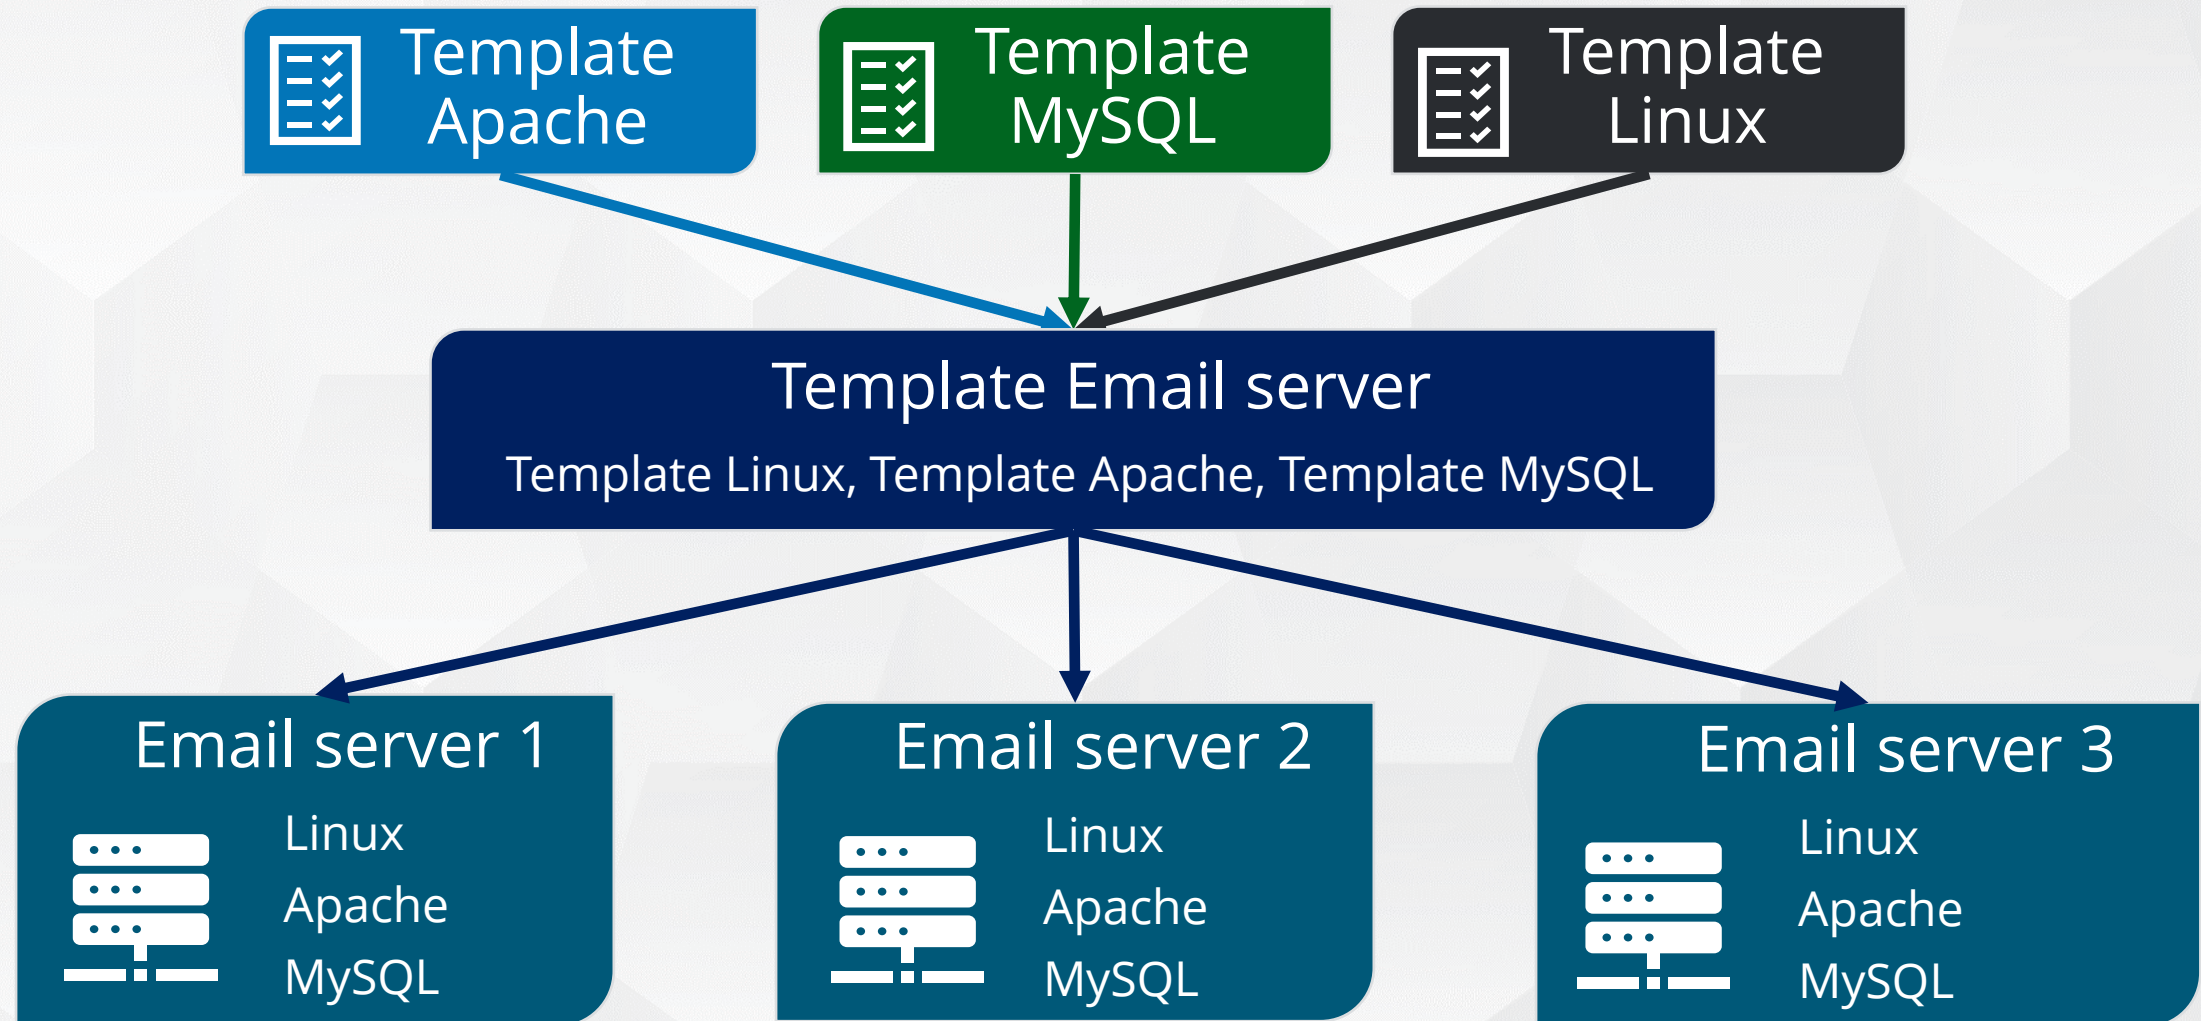 Template
Apache
Template
MySQL
Template
Linux
Template Email server
Template Linux, Template Apache, Template MySQL
Email server 1
Linux
Apache
MySQL
Email server 2
Linux
Apache
MySQL
Email server 3
Linux
Apache
MySQL